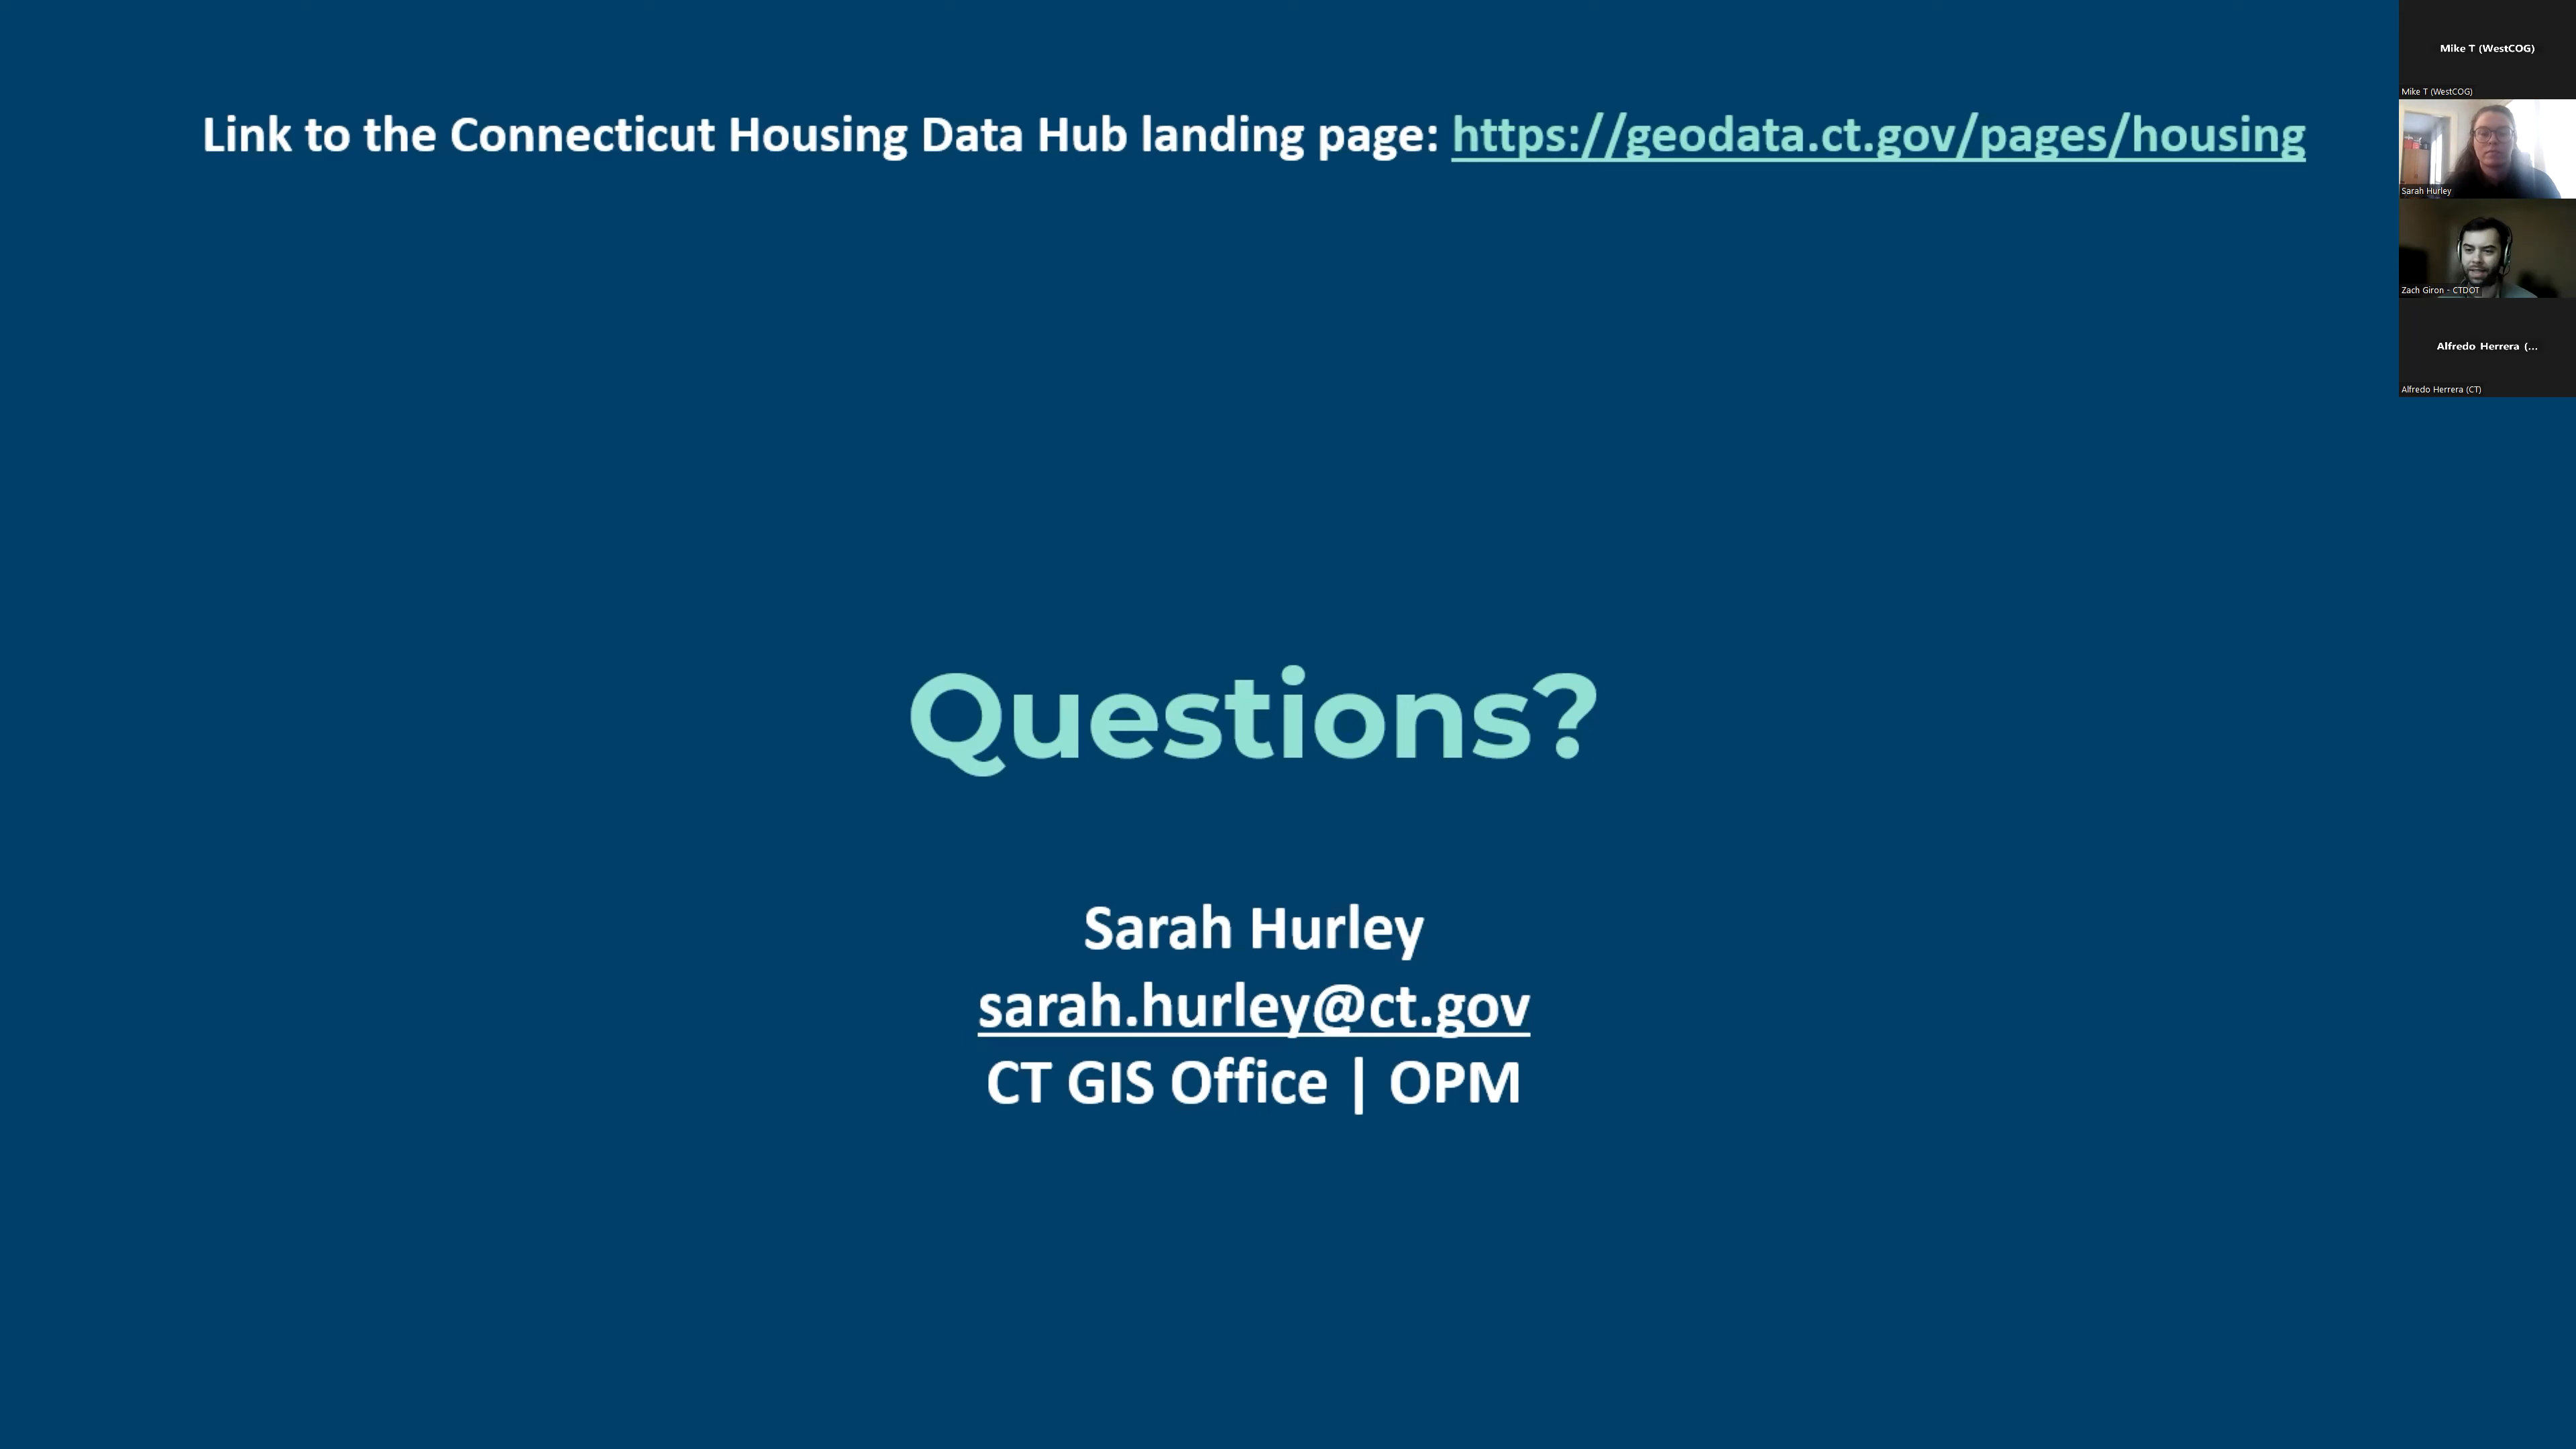 Link to the Connecticut Housing Data Hub landing page: https://geodata.ct.gov/pages/housing
Questions?
Sarah Hurley
sarah.hurley@ct.gov
CT GIS Office | OPM
Mike T (WestCOG)
Mike T (WestCOG)
Sarah Hurley
Zach Giron - CTDOT
Alfredo Herrera (...
Alfredo Herrera (CT)